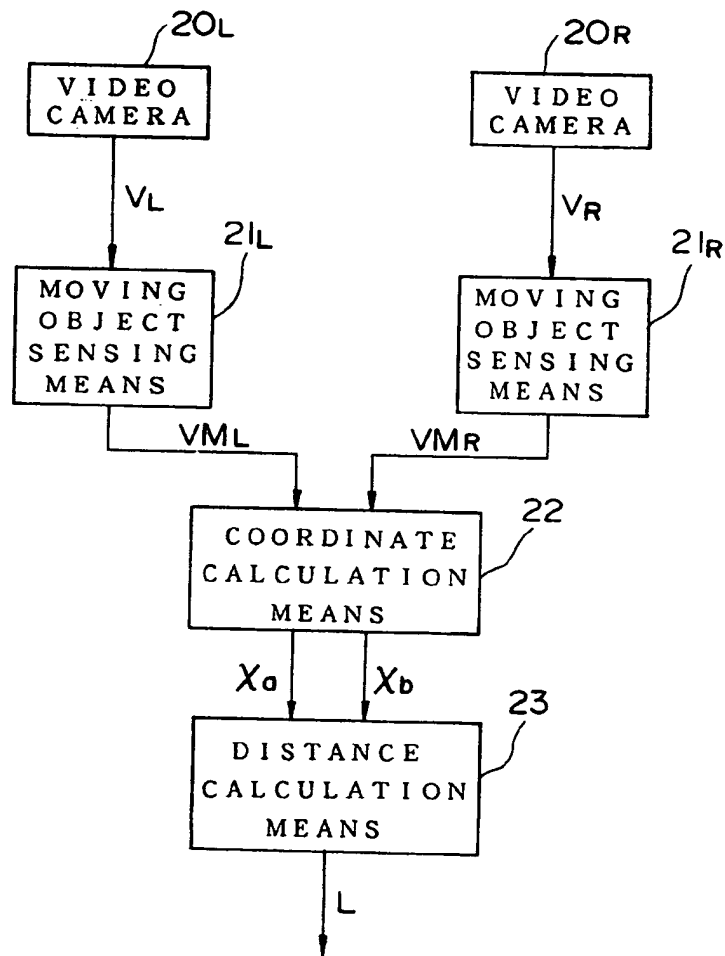 20L
20R
VIDEO
CAMERA
VIDEO
CAMERA
VL
VR
21L
21R
MOVING
OBJECT
SENSING
MEANS
MOVING
OBJECT
SENSING
MEANS
VML
VMR
22
COORDINATE
CALCULATION
MEANS
Xa
Xb
23
DISTANCE
CALCULATION
MEANS
L